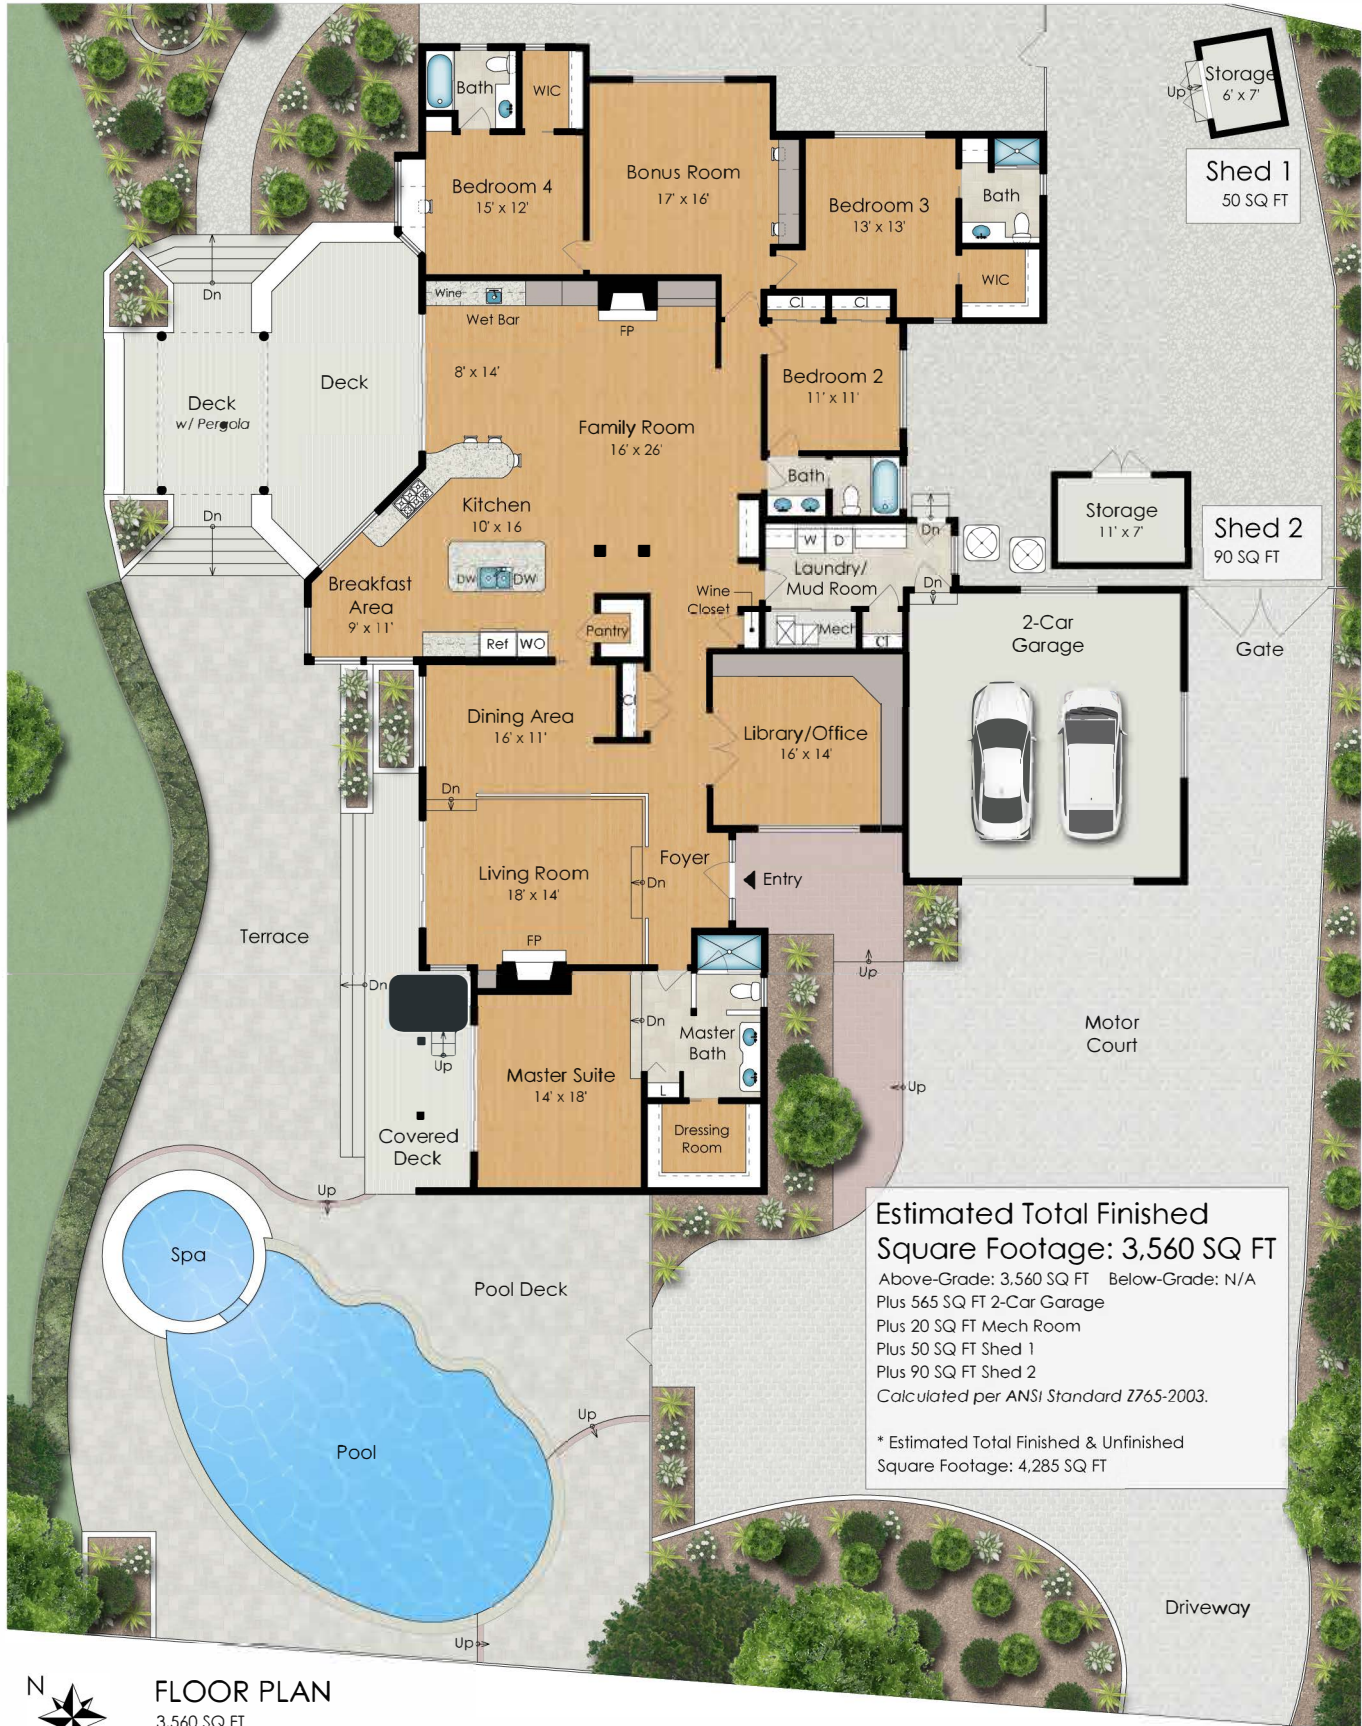 Bath
WIC
Storage
6' x 7'
Up
Shed 1
50 SQ FT
Bedroom 4
15' x 12'
Bonus Room
17' x 16'
Bedroom 3
13' x 13'
Bath
WIC
Dn
Wine
Wet Bar
FP
Cl
Cl
8' x 14'
Deck
Deck
w/ Pergola
Bedroom 2
11' x 11'
Family Room
16' x 26'
Bath
Kitchen
10' x 16
Dn
Dn
Storage
11' x 7'
Shed 2
90 SQ FT
W
D
Laundry/
Mud Room
Dn
DW
DW
Breakfast
Area
9' x 11'
Wine
Closet
Mech
Cl
Pantry
Ref
WO
2-Car
Garage
Gate
Cl
Dining Area
16' x 11'
Library/Office
16' x 14'
Dn
Living Room
18' x 14'
Foyer
Dn
Entry
FP
Terrace
Up
Dn
Dn
Master
Bath
Motor
Court
Up
Master Suite
14' x 18'
L
Up
Covered
Deck
Dressing
Room
Up
Spa
Pool Deck
Estimated Total Finished
Square Footage: 3,560 SQ FT
Above-Grade: 3,560 SQ FT Below-Grade: N/A
Plus 565 SQ FT 2-Car Garage
Plus 20 SQ FT Mech Room
Plus 50 SQ FT Shed 1
Plus 90 SQ FT Shed 2
Calculated per ANSI Standard Z765-2003.
* Estimated Total Finished & Unfinished
Square Footage: 4,285 SQ FT
Up
Pool
Driveway
Up
N
FLOOR PLAN
3,560 SQ FT